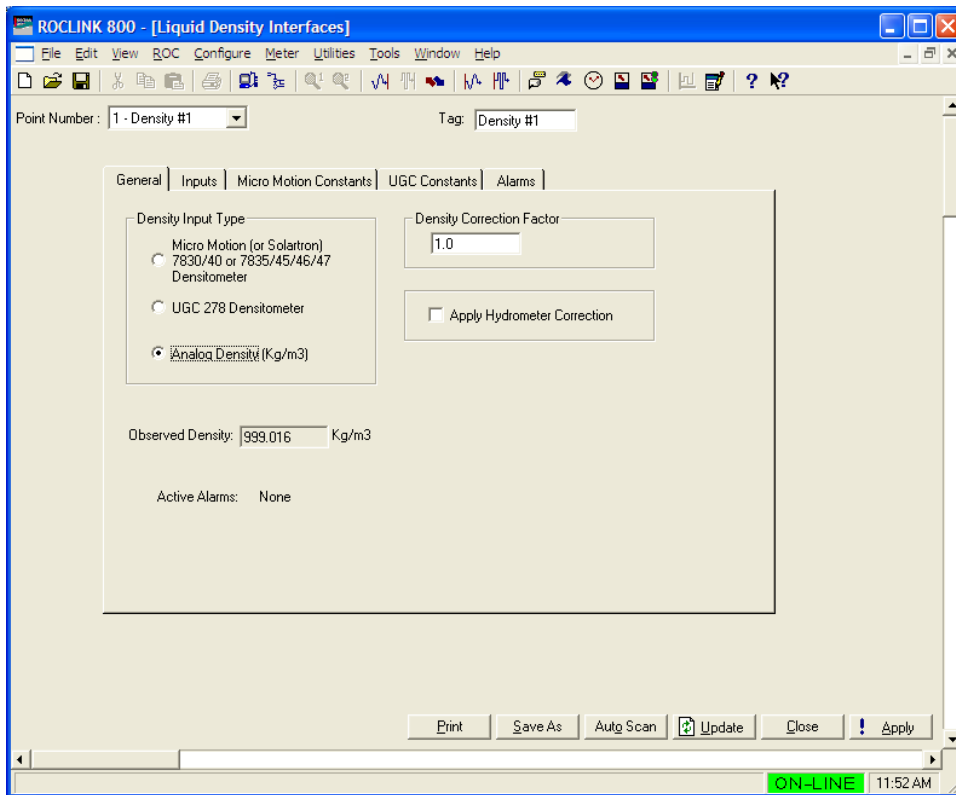 ROCLINK 800 - [Liquid Density Interfaces]
File Edit View ROC Configure Meter Utilities Tools Window Help
Point Number : 1 - Density #1 Tag: Density #1
General Inputs Micro Motion Constants UGC Constants Alarms
Density Input Type
Micro Motion (or Solartron)
7830/40 or 7835/45/46/47
Densitometer
UGC 278 Densitometer
Analog Density (Kg/m3)
Density Correction Factor
1.0
Apply Hydrometer Correction
Observed Density: 999.016 Kg/m3
Active Alarms: None
Print Save As Auto Scan Update Close ! Apply
ON-LINE 11:52 AM